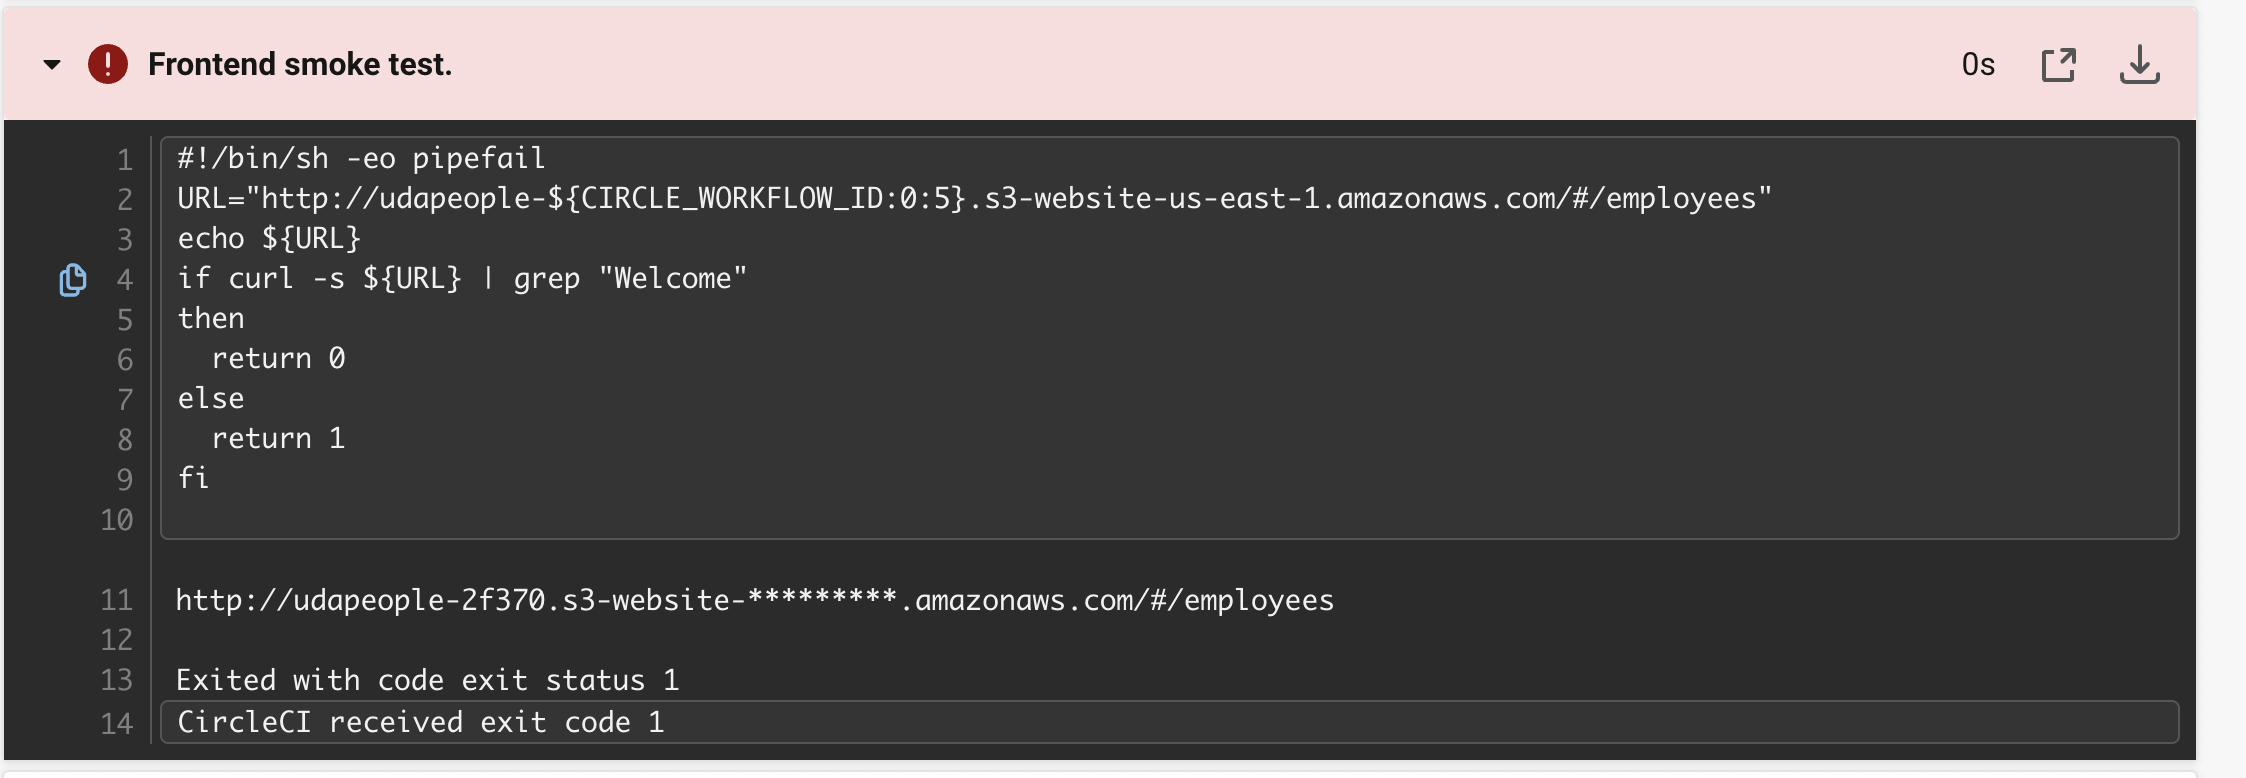 Frontend smoke test.
0s
1 #!/bin/sh -eo pipefail
2 URL="http://udapeople-${CIRCLE_WORKFLOW_ID:0:5}.s3-website-us-east-1.amazonaws.com/#/employees"
3 echo ${URL}
4 if curl -s ${URL} | grep "Welcome"
5 then
6   return 0
7 else
8   return 1
9 fi
10
11 http://udapeople-2f370.s3-website-*********.amazonaws.com/#/employees
12
13 Exited with code exit status 1
14 CircleCI received exit code 1